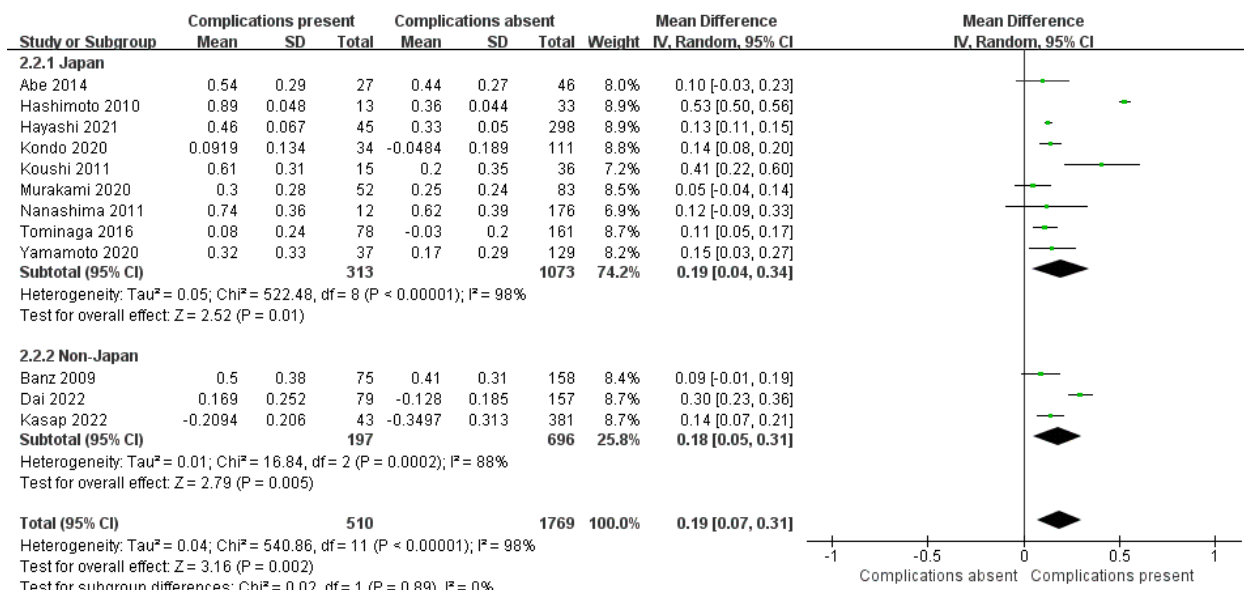 Complications present Complications absent Mean Difference Mean Difference
Study or Subgroup Mean SD Total Mean SD Total Weight IV, Random, 95% CI IV, Random, 95% CI
2.2.1 Japan
Abe 2014 0.54 0.29 27 0.44 0.27 46 8.0% 0.10 [-0.03, 0.23]
Hashimoto 2010 0.89 0.048 13 0.36 0.044 33 8.9% 0.53 [0.50, 0.56]
Hayashi 2021 0.46 0.067 45 0.33 0.05 298 8.9% 0.13 [0.11, 0.15]
Kondo 2020 0.0919 0.134 34 -0.0484 0.189 111 8.8% 0.14 [0.08, 0.20]
Koushi 2011 0.61 0.31 15 0.2 0.35 36 7.2% 0.41 [0.22, 0.60]
Murakami 2020 0.3 0.28 52 0.25 0.24 83 8.5% 0.05 [-0.04, 0.14]
Nanashima 2011 0.74 0.36 12 0.62 0.39 176 6.9% 0.12 [-0.09, 0.33]
Tominaga 2016 0.08 0.24 78 -0.03 0.2 161 8.8% 0.11 [0.05, 0.17]
Yamamoto 2020 0.32 0.33 37 0.17 0.29 129 8.2% 0.15 [0.03, 0.27]
Subtotal (95% CI) 313 1073 74.2% 0.19 [0.04, 0.34]
Heterogeneity: Tau² = 0.05; Chi² = 522.48, df = 8 (P < 0.00001); I² = 98%
Test for overall effect: Z = 2.52 (P = 0.01)
2.2.2 Non-Japan
Banz 2009 0.5 0.38 75 0.41 0.31 158 8.4% 0.09 [-0.01, 0.19]
Dai 2022 0.169 0.252 79 -0.128 0.185 157 8.7% 0.30 [0.23, 0.36]
Kasap 2022 -0.2094 0.206 43 -0.3497 0.313 381 8.7% 0.14 [0.07, 0.21]
Subtotal (95% CI) 197 696 25.8% 0.18 [0.05, 0.31]
Heterogeneity: Tau² = 0.01; Chi² = 16.84, df = 2 (P = 0.0002); I² = 88%
Test for overall effect: Z = 2.79 (P = 0.005)
Total (95% CI) 510 1769 100.0% 0.19 [0.07, 0.31]
Heterogeneity: Tau² = 0.04; Chi² = 540.86, df = 11 (P < 0.00001); I² = 98%
Test for overall effect: Z = 3.16 (P = 0.002)
Test for subgroup differences: Chi² = 0.02, df = 1 (P = 0.89), I² = 0%
-1 -0.5 0 0.5 1
Complications absent Complications present